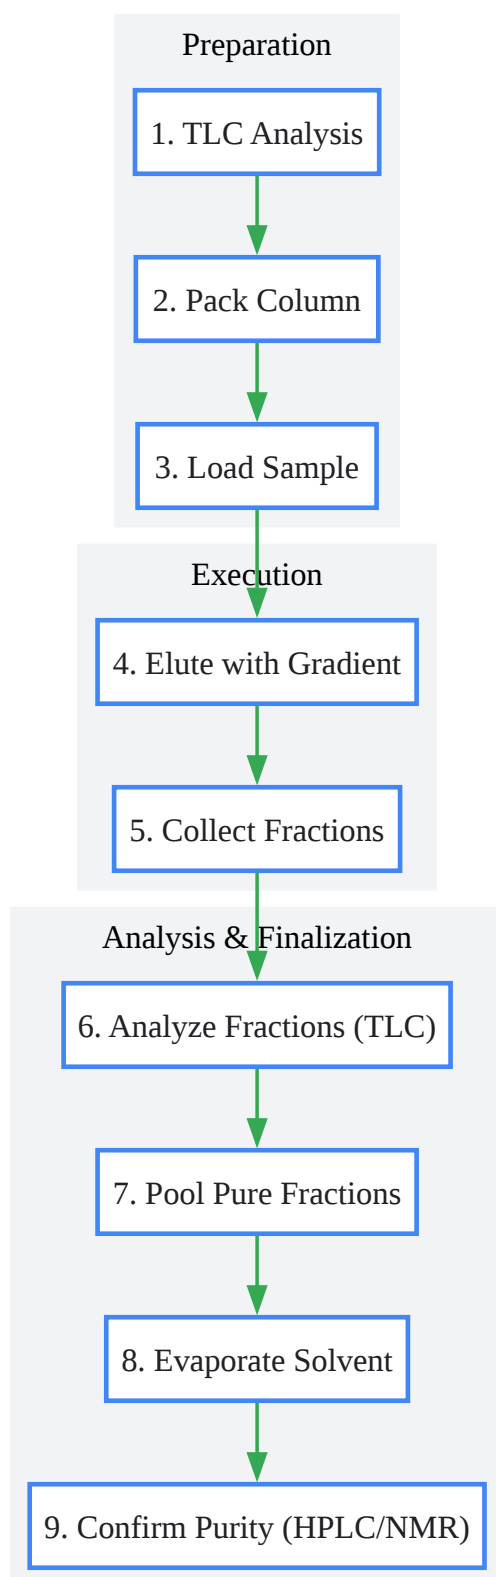 Preparation
1. TLC Analysis
2. Pack Column
3. Load Sample
Execution
4. Elute with Gradient
5. Collect Fractions
Analysis & Finalization
6. Analyze Fractions (TLC)
7. Pool Pure Fractions
8. Evaporate Solvent
9. Confirm Purity (HPLC/NMR)